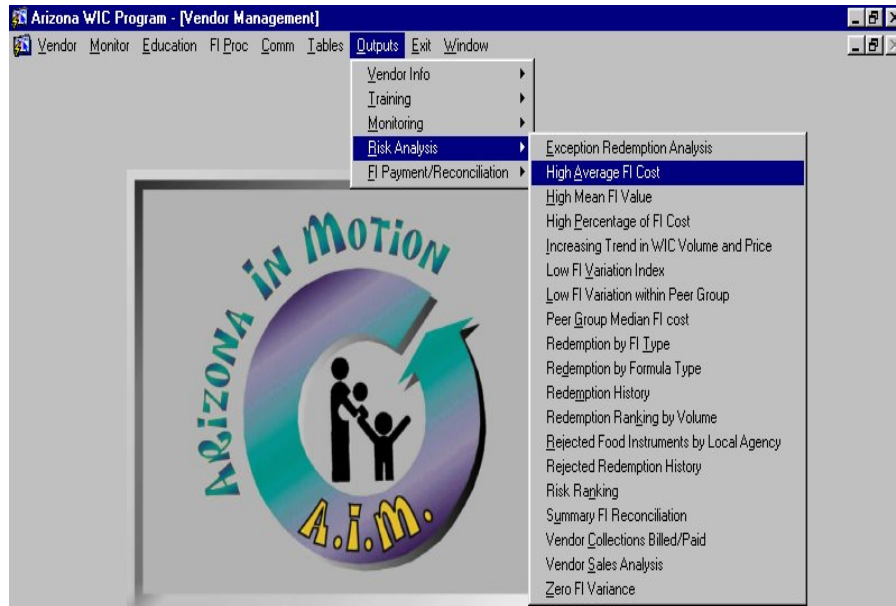 Arizona WIC Program - [Vendor Management]
Vendor Monitor Education FI Proc Comm Tables Outputs Exit Window
Vendor Info
Training
Monitoring
Risk Analysis
FI Payment/Reconciliation
Exception Redemption Analysis
High Average FI Cost
High Mean FI Value
High Percentage of FI Cost
Increasing Trend in WIC Volume and Price
Low FI Variation Index
Low FI Variation within Peer Group
Peer Group Median FI cost
Redemption by FI Type
Redemption by Formula Type
Redemption History
Redemption Ranking by Volume
Rejected Food Instruments by Local Agency
Rejected Redemption History
Risk Ranking
Summary FI Reconciliation
Vendor Collections Billed/Paid
Vendor Sales Analysis
Zero FI Variance
ARIZONA IN MOTION
A.I.M.